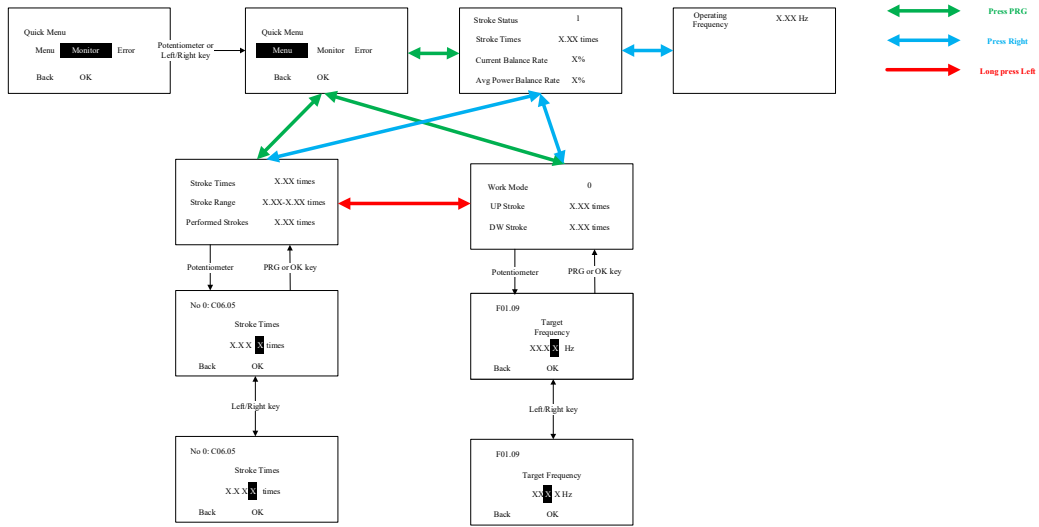 Quick Menu
Menu Monitor Error
Back OK
Potentiometer or
Left/Right key
Quick Menu
Menu Monitor Error
Back OK
Stroke Status 1
Stroke Times X.XX times
Current Balance Rate X%
Avg Power Balance Rate X%
Operating
Frequency X.XX Hz
Press PRG
Press Right
Long press Left
Stroke Times X.XX times
Stroke Range X.XX-X.XX times
Performed Strokes X.XX times
Work Mode 0
UP Stroke X.XX times
DW Stroke X.XX times
Potentiometer PRG or OK key
Potentiometer PRG or OK key
No 0: C06.05
Stroke Times
X.X X X times
Back OK
F01.09
Target
Frequency
XX.X X Hz
Back OK
Left/Right key
Left/Right key
No 0: C06.05
Stroke Times
X.X X X times
Back OK
F01.09
Target Frequency
XX X X Hz
Back OK